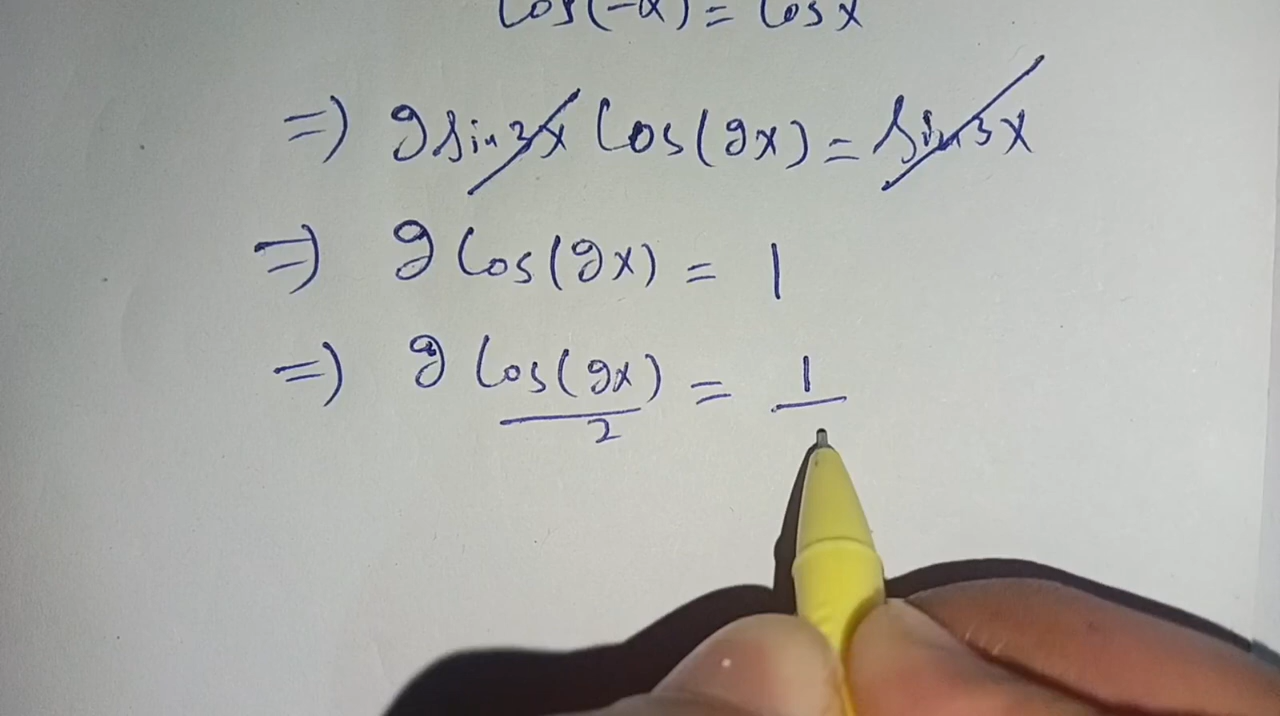 cos(-x) = cos x
=> 2 sin 3x cos(2x) = sin 3x
=> 2 cos(2x) = 1
=> 2 cos(2x)/2 = 1/